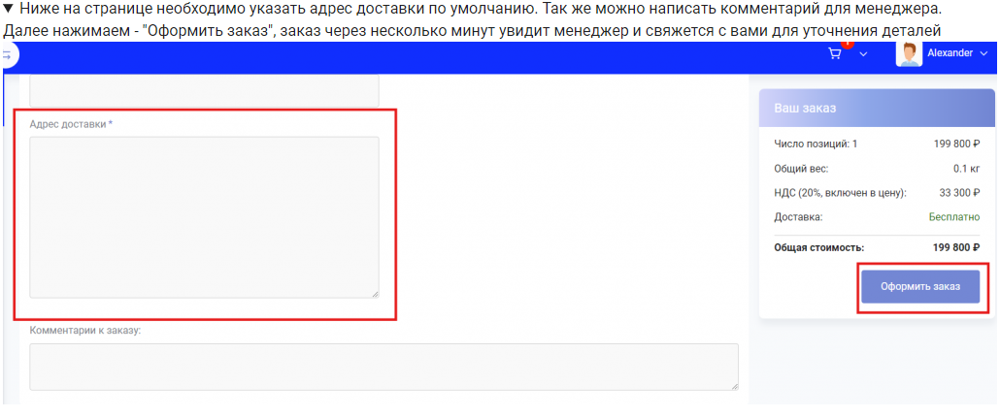 ▼ Ниже на странице необходимо указать адрес доставки по умолчанию. Так же можно написать комментарий для менеджера.
Далее нажимаем - "Оформить заказ", заказ через несколько минут увидит менеджер и свяжется с вами для уточнения деталей
Alexander
Адрес доставки *
Комментарии к заказу:
Ваш заказ
Число позиций: 1 199 800 ₽
Общий вес: 0.1 кг
НДС (20%, включен в цену): 33 300 ₽
Доставка: Бесплатно
Общая стоимость: 199 800 ₽
Оформить заказ